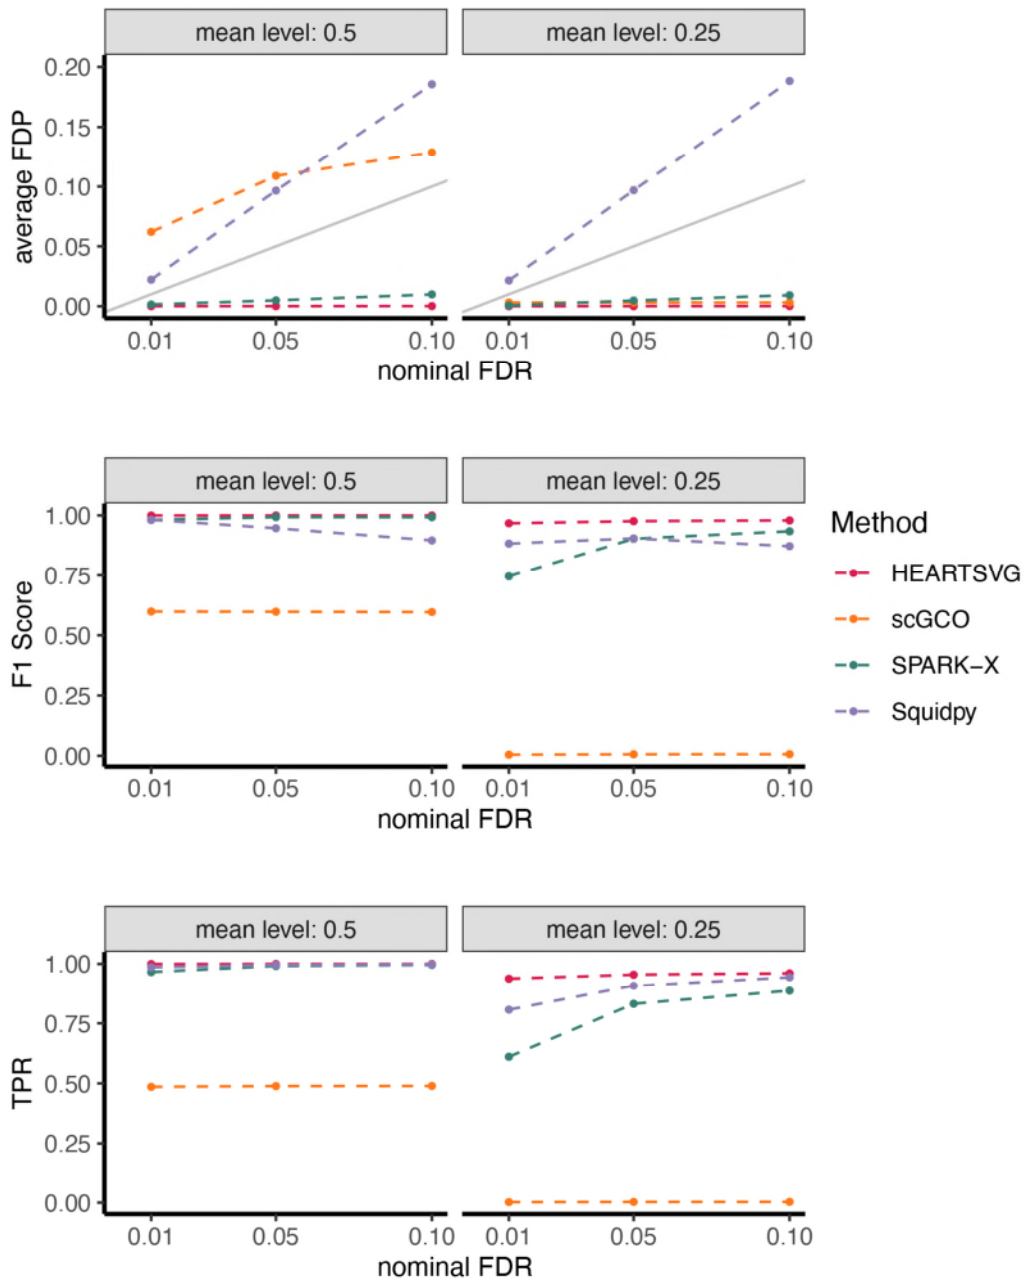 mean level: 0.5
mean level: 0.25
average FDP
0.20
0.15
0.10
0.05
0.00
0.01
0.05
0.10
0.01
0.05
0.10
nominal FDR
mean level: 0.5
mean level: 0.25
F1 Score
1.00
0.75
0.50
0.25
0.00
0.01
0.05
0.10
0.01
0.05
0.10
nominal FDR
Method
HEARTSVG
scGCO
SPARK−X
Squidpy
mean level: 0.5
mean level: 0.25
TPR
1.00
0.75
0.50
0.25
0.00
0.01
0.05
0.10
0.01
0.05
0.10
nominal FDR